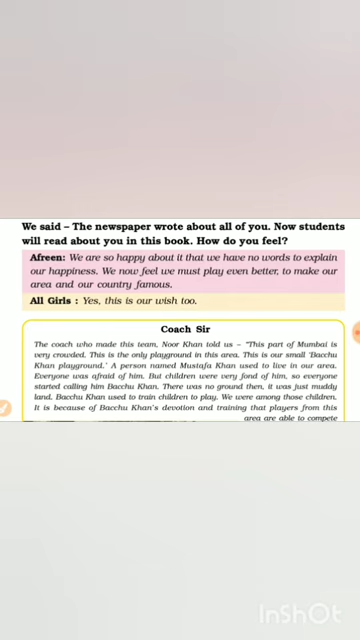 We said – The newspaper wrote about all of you. Now students
will read about you in this book. How do you feel?
Afreen: We are so happy about it that we have no words to explain
our happiness. We now feel we must play even better, to make our
area and our country famous.
All Girls : Yes, this is our wish too.
Coach Sir
The coach who made this team, Noor Khan told us – "This part of Mumbai is
very crowded. This is the only playground in this area. This is our small 'Bacchu
Khan playground.' A person named Mustafa Khan used to live in our area.
Everyone was afraid of him. But children were very fond of him, so everyone
started calling him Bacchu Khan. There was no ground then, it was just muddy
land. Bacchu Khan used to train children to play. We were among those children.
It is because of Bacchu Khan's devotion and training that players from this
area are able to compete
InShOt